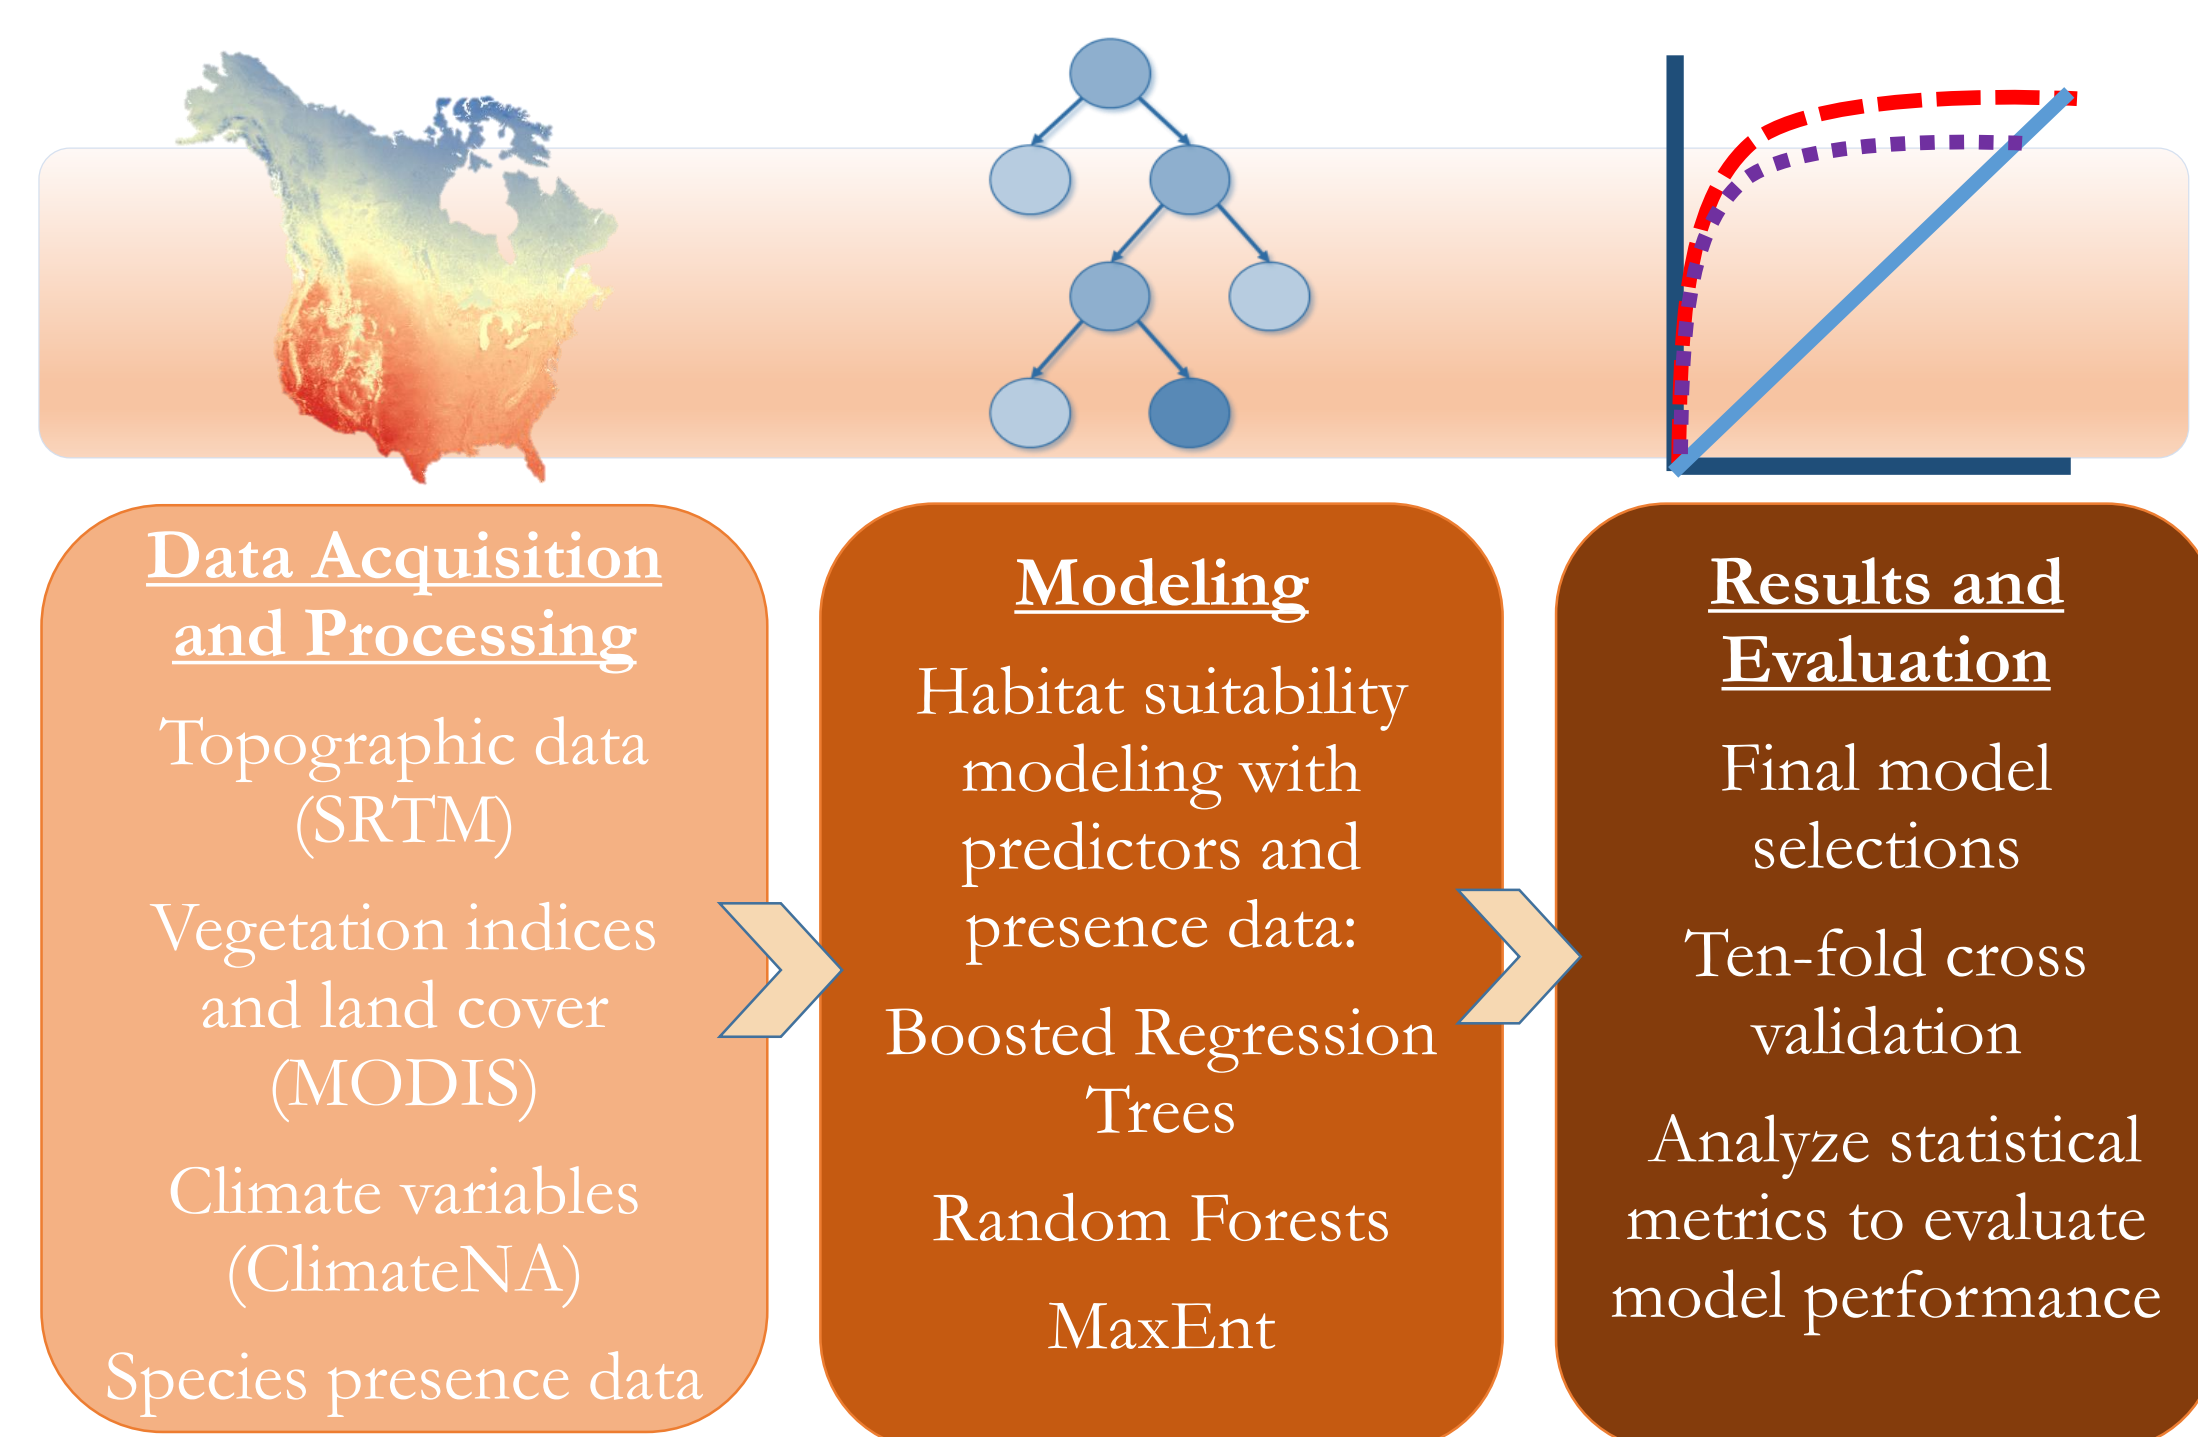 Data Acquisition
and Processing
Topographic data
(SRTM)
Vegetation indices
and land cover
(MODIS)
Climate variables
(ClimateNA)
Species presence data
Modeling
Habitat suitability
modeling with
predictors and
presence data:
Boosted Regression
Trees
Random Forests
MaxEnt
Results and
Evaluation
Final model
selections
Ten-fold cross
validation
Analyze statistical
metrics to evaluate
model performance